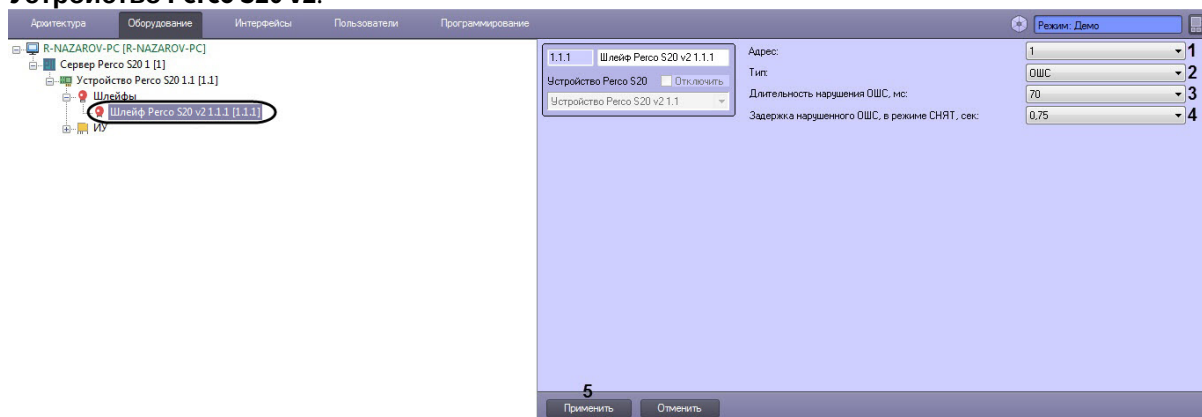 Устройство Perco S20 v2.
Архитектура Оборудование Интерфейсы Пользователи Программирование Режим: Демо
R-NAZAROV-PC [R-NAZAROV-PC]
Сервер Perco S20 1 [1]
Устройство Perco S20 1.1 [1.1]
Шлейфы
Шлейф Perco S20 v2 1.1.1 [1.1.1]
ИУ
1.1.1 Шлейф Perco S20 v2 1.1.1
Устройство Perco S20 Отключить
Устройство Perco S20 v2 1.1
Адрес: 1 1
Тип: ОШС 2
Длительность нарушения ОШС, мс: 70 3
Задержка нарушенного ОШС, в режиме СНЯТ, сек: 0,75 4
5
Применить Отменить